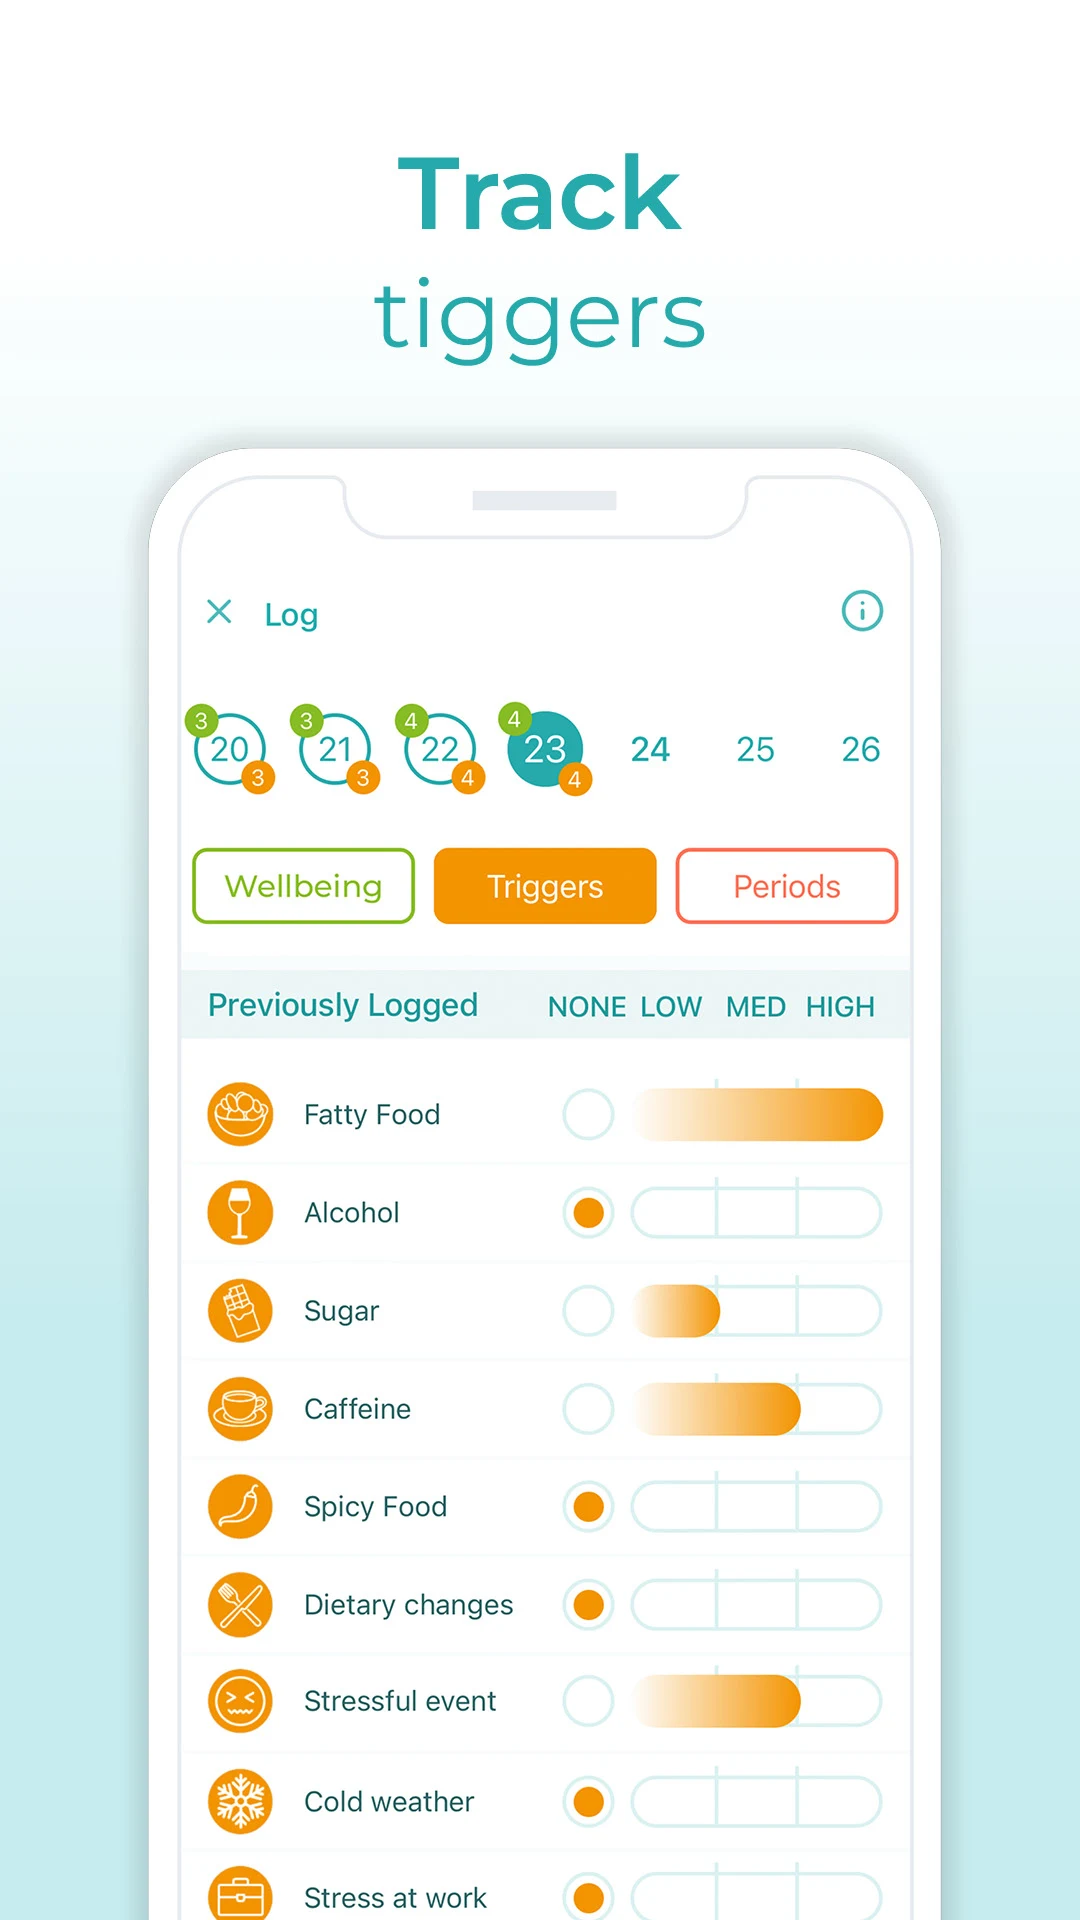 Track
tiggers
Log
3 3 4 4
20 21 22 23 24 25 26
3 3 4 4
Wellbeing Triggers Periods
Previously Logged NONE LOW MED HIGH
Fatty Food
Alcohol
Sugar
Caffeine
Spicy Food
Dietary changes
Stressful event
Cold weather
Stress at work